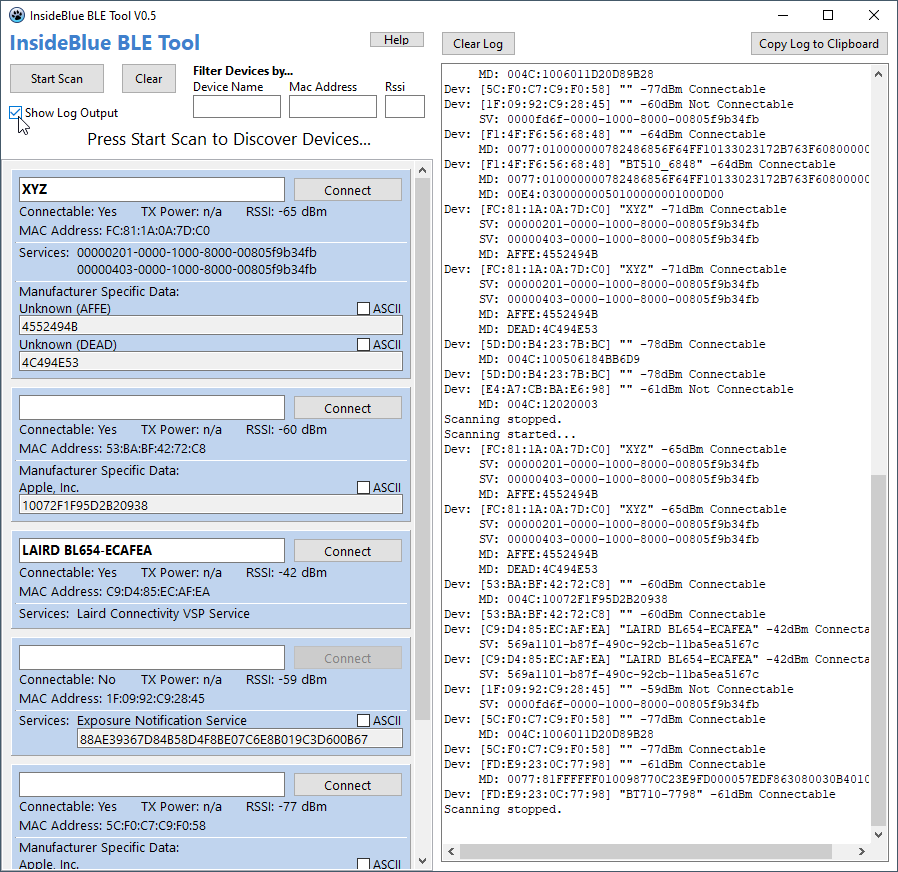 InsideBlue BLE Tool V0.5
InsideBlue BLE Tool
Help
Start Scan
Clear
Filter Devices by...
Device Name
Mac Address
Rssi
Show Log Output
Press Start Scan to Discover Devices...
XYZ
Connect
Connectable: Yes TX Power: n/a RSSI: -65 dBm
MAC Address: FC:81:1A:0A:7D:C0
Services: 00000201-0000-1000-8000-00805f9b34fb
00000403-0000-1000-8000-00805f9b34fb
Manufacturer Specific Data:
Unknown (AFFE) ASCII
4552494B
Unknown (DEAD) ASCII
4C494E53
Connect
Connectable: Yes TX Power: n/a RSSI: -60 dBm
MAC Address: 53:BA:BF:42:72:C8
Manufacturer Specific Data:
Apple, Inc. ASCII
10072F1F95D2B20938
LAIRD BL654-ECAFEA
Connect
Connectable: Yes TX Power: n/a RSSI: -42 dBm
MAC Address: C9:D4:85:EC:AF:EA
Services: Laird Connectivity VSP Service
Connect
Connectable: No TX Power: n/a RSSI: -59 dBm
MAC Address: 1F:09:92:C9:28:45
Services: Exposure Notification Service ASCII
88AE39367D84B58D4F8BE07C6E8B019C3D600B67
Connect
Connectable: Yes TX Power: n/a RSSI: -77 dBm
MAC Address: 5C:F0:C7:C9:F0:58
Manufacturer Specific Data:
Apple, Inc. ASCII
Clear Log
Copy Log to Clipboard
MD: 004C:1006011D20D89B28
Dev: [5C:F0:C7:C9:F0:58] "" -77dBm Connectable
Dev: [1F:09:92:C9:28:45] "" -60dBm Not Connectable
SV: 0000fd6f-0000-1000-8000-00805f9b34fb
Dev: [F1:4F:F6:56:68:48] "" -64dBm Connectable
MD: 0077:010000000782486856F64FF10133023172B763F60800000
Dev: [F1:4F:F6:56:68:48] "BT510_6848" -64dBm Connectable
MD: 0077:010000000782486856F64FF10133023172B763F60800000
MD: 00E4:03000000050100000001000D00
Dev: [FC:81:1A:0A:7D:C0] "XYZ" -71dBm Connectable
SV: 00000201-0000-1000-8000-00805f9b34fb
SV: 00000403-0000-1000-8000-00805f9b34fb
MD: AFFE:4552494B
Dev: [FC:81:1A:0A:7D:C0] "XYZ" -71dBm Connectable
SV: 00000201-0000-1000-8000-00805f9b34fb
SV: 00000403-0000-1000-8000-00805f9b34fb
MD: AFFE:4552494B
MD: DEAD:4C494E53
Dev: [5D:D0:B4:23:7B:BC] "" -78dBm Connectable
MD: 004C:100506184BB6D9
Dev: [5D:D0:B4:23:7B:BC] "" -78dBm Connectable
Dev: [E4:A7:CB:BA:E6:98] "" -61dBm Not Connectable
MD: 004C:12020003
Scanning stopped.
Scanning started...
Dev: [FC:81:1A:0A:7D:C0] "XYZ" -65dBm Connectable
SV: 00000201-0000-1000-8000-00805f9b34fb
SV: 00000403-0000-1000-8000-00805f9b34fb
MD: AFFE:4552494B
Dev: [FC:81:1A:0A:7D:C0] "XYZ" -65dBm Connectable
SV: 00000201-0000-1000-8000-00805f9b34fb
SV: 00000403-0000-1000-8000-00805f9b34fb
MD: AFFE:4552494B
MD: DEAD:4C494E53
Dev: [53:BA:BF:42:72:C8] "" -60dBm Connectable
MD: 004C:10072F1F95D2B20938
Dev: [53:BA:BF:42:72:C8] "" -60dBm Connectable
Dev: [C9:D4:85:EC:AF:EA] "LAIRD BL654-ECAFEA" -42dBm Connecta
SV: 569a1101-b87f-490c-92cb-11ba5ea5167c
Dev: [C9:D4:85:EC:AF:EA] "LAIRD BL654-ECAFEA" -42dBm Connecta
SV: 569a1101-b87f-490c-92cb-11ba5ea5167c
Dev: [1F:09:92:C9:28:45] "" -59dBm Not Connectable
SV: 0000fd6f-0000-1000-8000-00805f9b34fb
Dev: [5C:F0:C7:C9:F0:58] "" -77dBm Connectable
MD: 004C:1006011D20D89B28
Dev: [5C:F0:C7:C9:F0:58] "" -77dBm Connectable
Dev: [FD:E9:23:0C:77:98] "" -61dBm Connectable
MD: 0077:81FFFFFF010098770C23E9FD000057EDF863080030B4010
Dev: [FD:E9:23:0C:77:98] "BT710-7798" -61dBm Connectable
Scanning stopped.